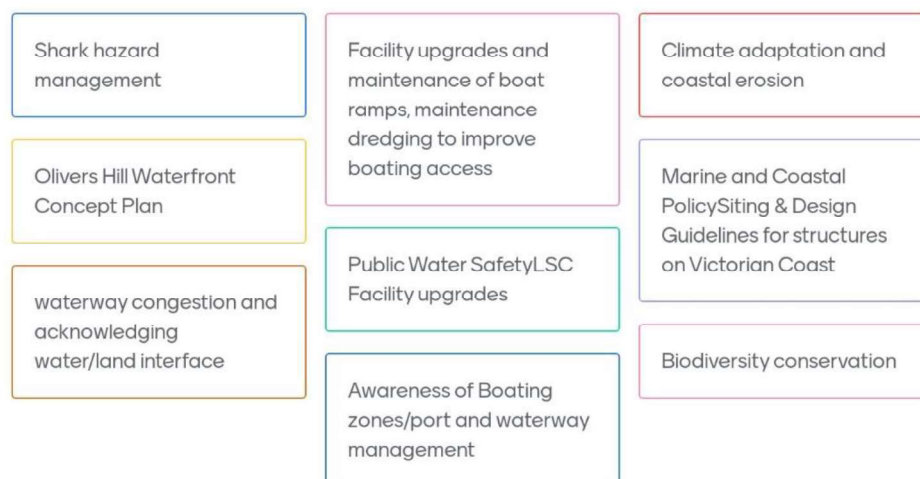 Shark hazard
management
Olivers Hill Waterfront
Concept Plan
waterway congestion and
acknowledging
water/land interface
Facility upgrades and
maintenance of boat
ramps, maintenance
dredging to improve
boating access
Public Water SafetyLSC
Facility upgrades
Awareness of Boating
zones/port and waterway
management
Climate adaptation and
coastal erosion
Marine and Coastal
PolicySiting & Design
Guidelines for structures
on Victorian Coast
Biodiversity conservation